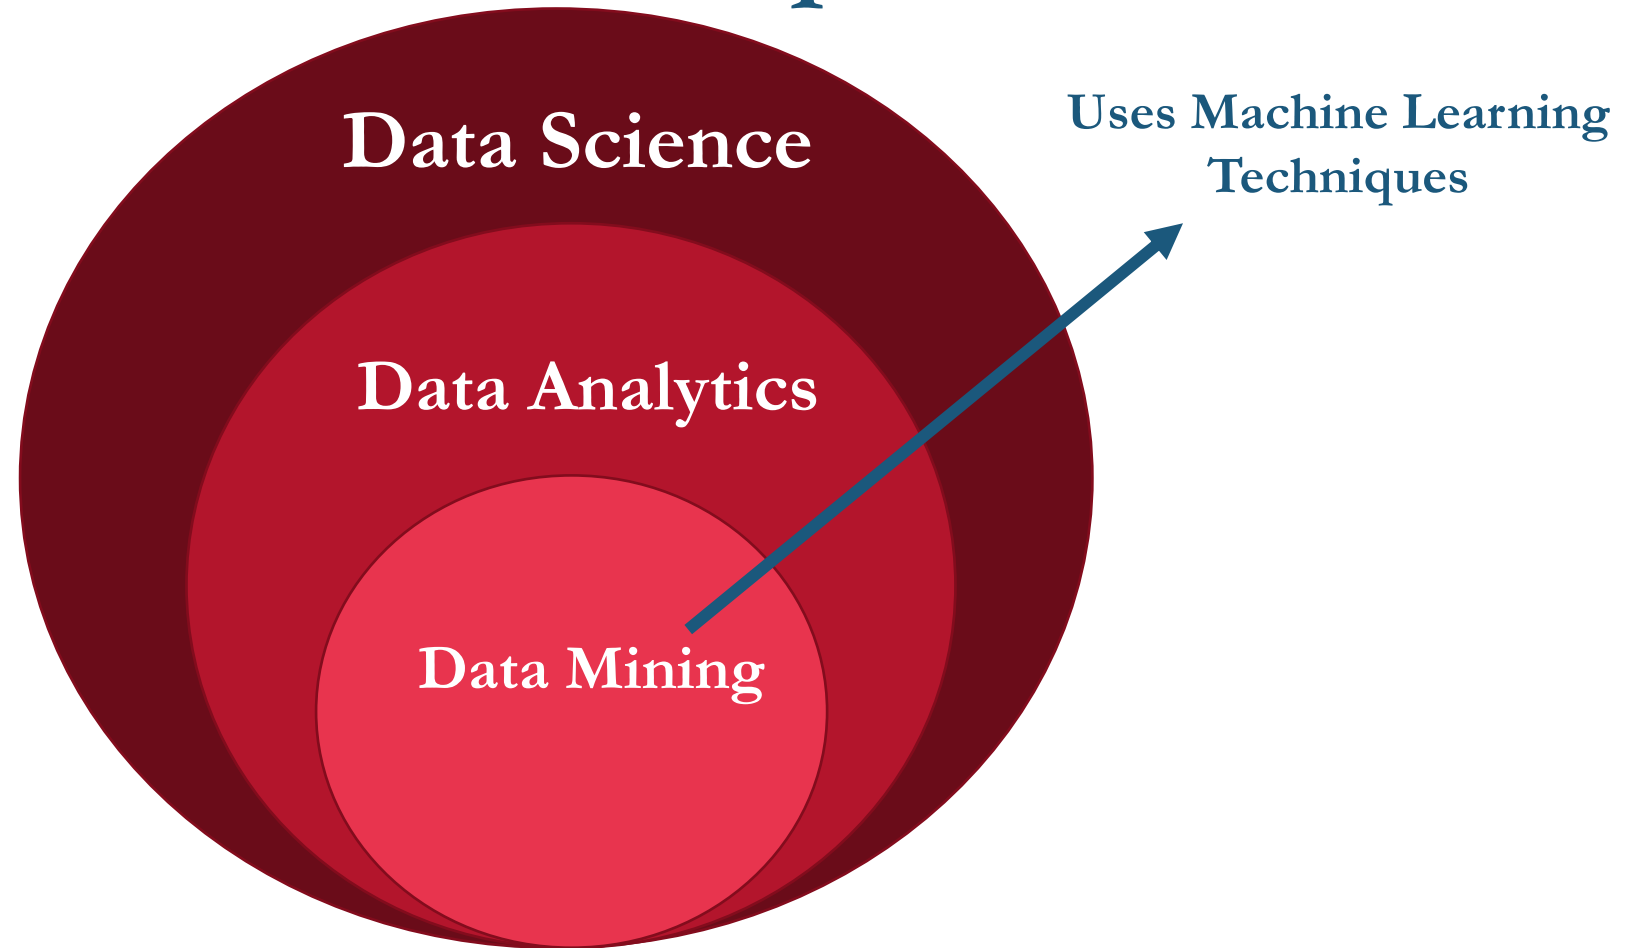 Data Science
Uses Machine Learning
Techniques
Data Analytics
Data Mining